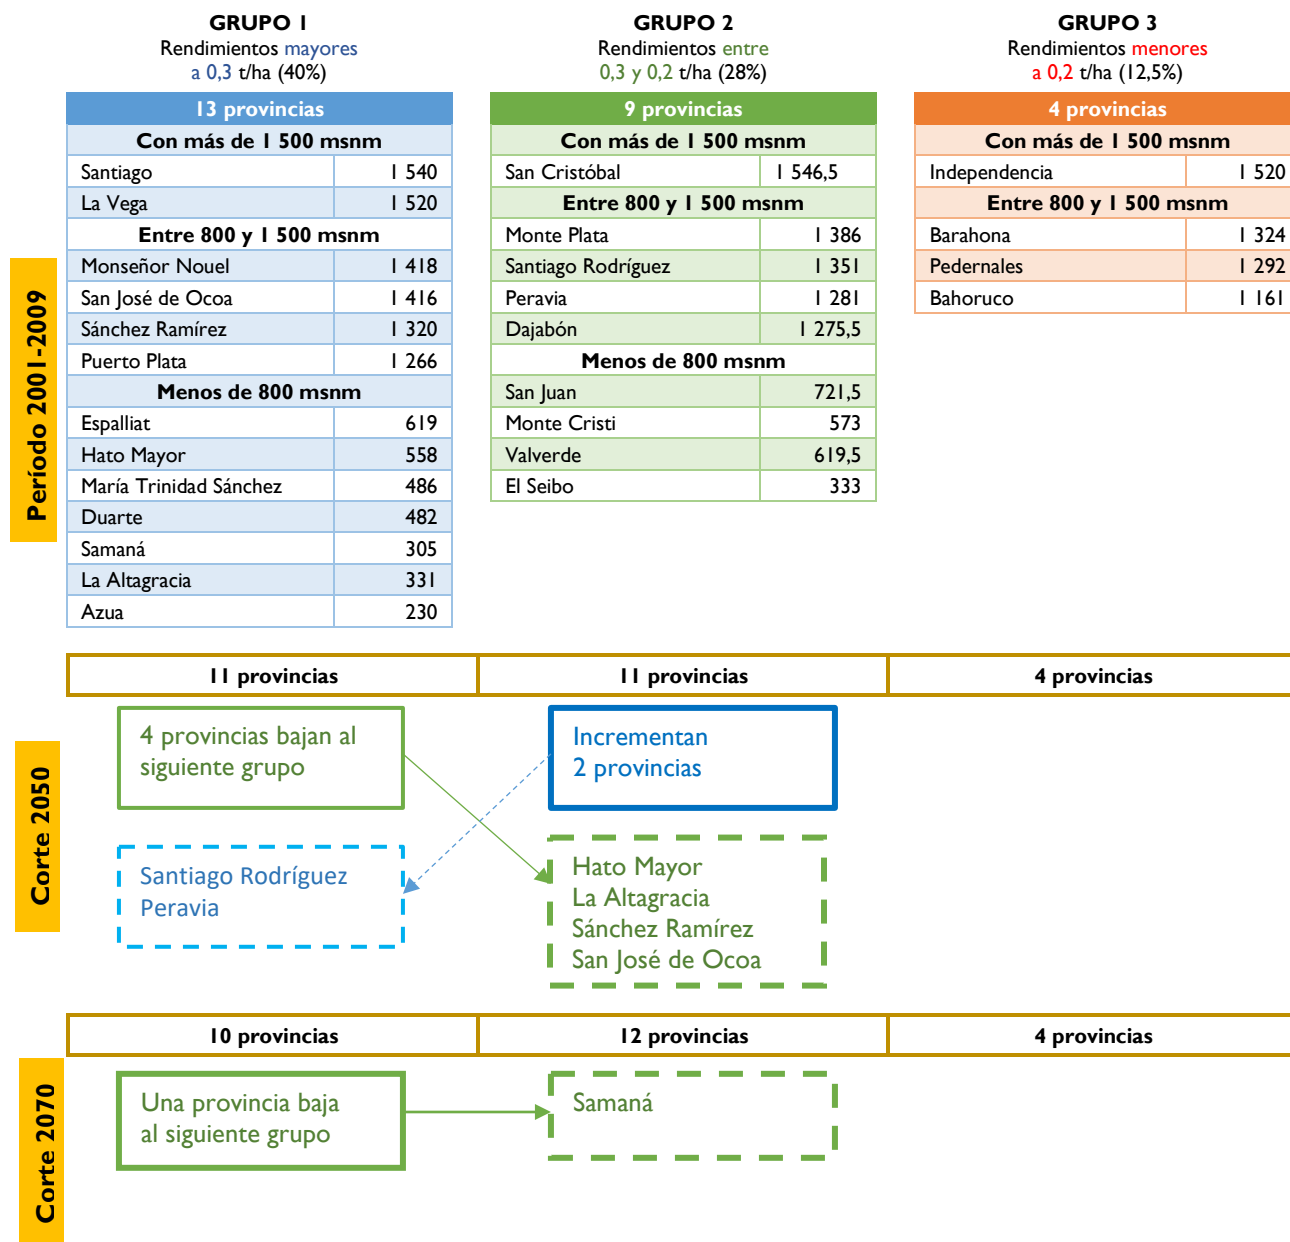 GRUPO 1
Rendimientos mayores
a 0,3 t/ha (40%)
GRUPO 2
Rendimientos entre
0,3 y 0,2 t/ha (28%)
GRUPO 3
Rendimientos menores
a 0,2 t/ha (12,5%)
Período 2001-2009
13 provincias
Con más de 1 500 msnm
Santiago 1 540
La Vega 1 520
Entre 800 y 1 500 msnm
Monseñor Nouel 1 418
San José de Ocoa 1 416
Sánchez Ramírez 1 320
Puerto Plata 1 266
Menos de 800 msnm
Espalliat 619
Hato Mayor 558
María Trinidad Sánchez 486
Duarte 482
Samaná 305
La Altagracia 331
Azua 230
9 provincias
Con más de 1 500 msnm
San Cristóbal 1 546,5
Entre 800 y 1 500 msnm
Monte Plata 1 386
Santiago Rodríguez 1 351
Peravia 1 281
Dajabón 1 275,5
Menos de 800 msnm
San Juan 721,5
Monte Cristi 573
Valverde 619,5
El Seibo 333
4 provincias
Con más de 1 500 msnm
Independencia 1 520
Entre 800 y 1 500 msnm
Barahona 1 324
Pedernales 1 292
Bahoruco 1 161
Corte 2050
11 provincias 11 provincias 4 provincias
4 provincias bajan al
siguiente grupo
Incrementan
2 provincias
Santiago Rodríguez
Peravia
Hato Mayor
La Altagracia
Sánchez Ramírez
San José de Ocoa
Corte 2070
10 provincias 12 provincias 4 provincias
Una provincia baja
al siguiente grupo
Samaná